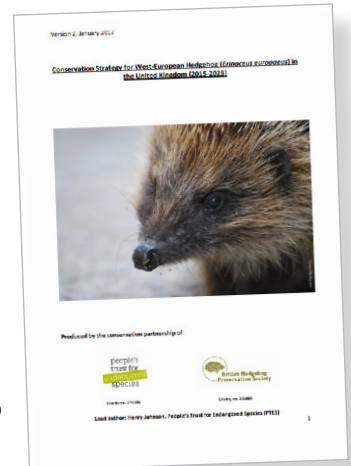 Version 2, January 2017
Conservation Strategy for West-European Hedgehog (Erinaceus europaeus) in
the United Kingdom (2015-2025)
Produced by the conservation partnership of:
people's
trust for
endangered
species
British Hedgehog
Preservation Society
Lead author: Henry Johnson, People's Trust for Endangered Species (PTES)
1